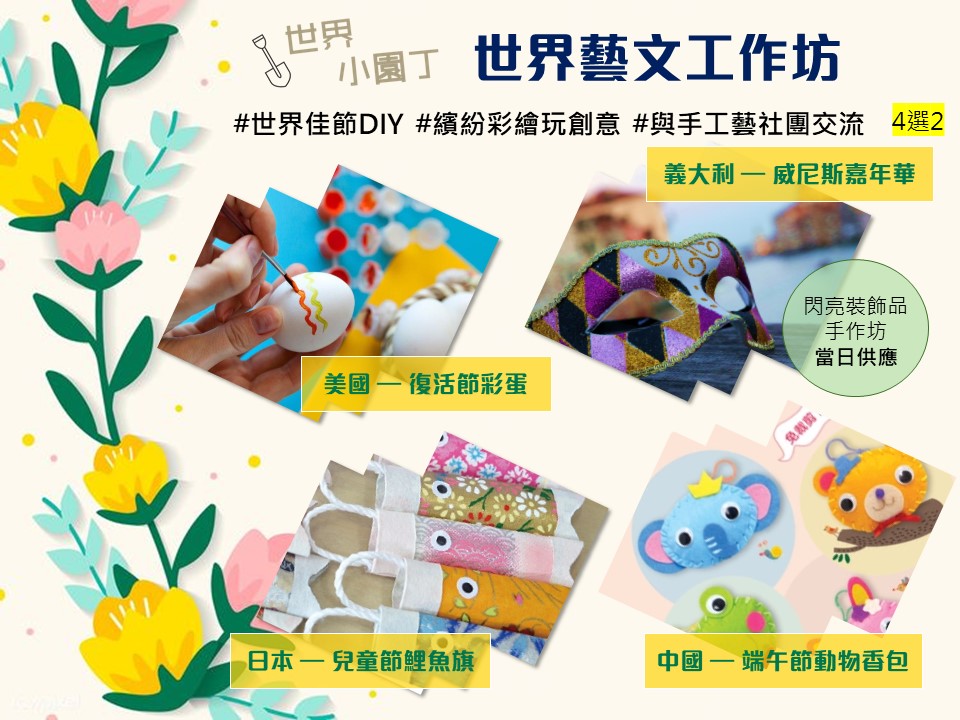 世界
小園丁
世界藝文工作坊
#世界佳節DIY #繽紛彩繪玩創意 #與手工藝社團交流
4選2
義大利 — 威尼斯嘉年華
閃亮裝飾品
手作坊
當日供應
美國 — 復活節彩蛋
免裁剪
日本 — 兒童節鯉魚旗
中國 — 端午節動物香包